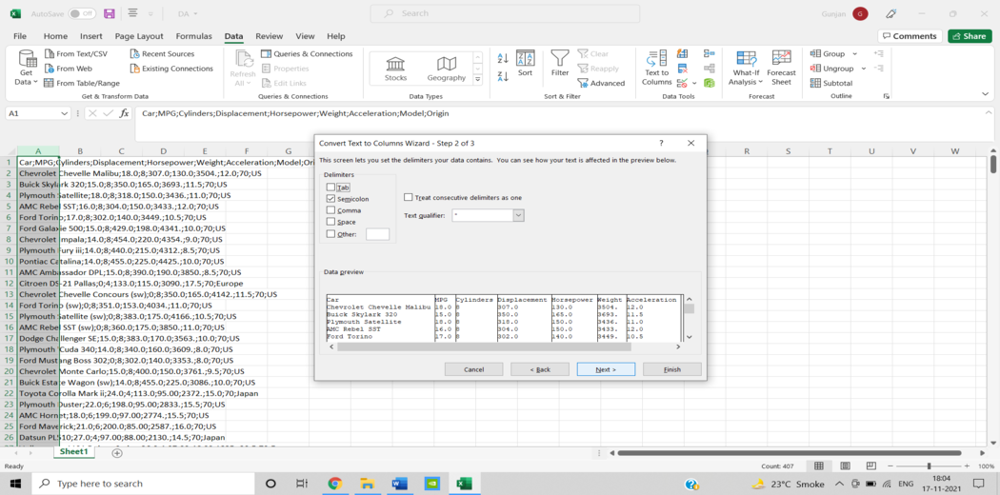 AutoSave Off DA Search Gunjan
File Home Insert Page Layout Formulas Data Review View Help Comments Share
Get Data From Text/CSV From Web From Table/Range Recent Sources Existing Connections
Get & Transform Data
Refresh All Queries & Connections Properties Edit Links
Queries & Connections
Stocks Geography
Data Types
Sort Filter Clear Reapply Advanced
Sort & Filter
Text to Columns
Data Tools
What-If Analysis Forecast Sheet
Forecast
Group Ungroup Subtotal
Outline
A1 fx Car;MPG;Cylinders;Displacement;Horsepower;Weight;Acceleration;Model;Origin
A B C D E F G R S T U V W
1 Car;MPG;Cylinders;Displacement;Horsepower;Weight;Acceleration;Model;Ori
2 Chevrolet Chevelle Malibu;18.0;8;307.0;130.0;3504.;12.0;70;US
3 Buick Skylark 320;15.0;8;350.0;165.0;3693.;11.5;70;US
4 Plymouth Satellite;18.0;8;318.0;150.0;3436.;11.0;70;US
5 AMC Rebel SST;16.0;8;304.0;150.0;3433.;12.0;70;US
6 Ford Torino;17.0;8;302.0;140.0;3449.;10.5;70;US
7 Ford Galaxie 500;15.0;8;429.0;198.0;4341.;10.0;70;US
8 Chevrolet Impala;14.0;8;454.0;220.0;4354.;9.0;70;US
9 Plymouth Fury iii;14.0;8;440.0;215.0;4312.;8.5;70;US
10 Pontiac Catalina;14.0;8;455.0;225.0;4425.;10.0;70;US
11 AMC Ambassador DPL;15.0;8;390.0;190.0;3850.;8.5;70;US
12 Citroen DS-21 Pallas;0;4;133.0;115.0;3090.;17.5;70;Europe
13 Chevrolet Chevelle Concours (sw);0;8;350.0;165.0;4142.;11.5;70;US
14 Ford Torino (sw);0;8;351.0;153.0;4034.;11.0;70;US
15 Plymouth Satellite (sw);0;8;383.0;175.0;4166.;10.5;70;US
16 AMC Rebel SST (sw);0;8;360.0;175.0;3850.;11.0;70;US
17 Dodge Challenger SE;15.0;8;383.0;170.0;3563.;10.0;70;US
18 Plymouth 'Cuda 340;14.0;8;340.0;160.0;3609.;8.0;70;US
19 Ford Mustang Boss 302;0;8;302.0;140.0;3353.;8.0;70;US
20 Chevrolet Monte Carlo;15.0;8;400.0;150.0;3761.;9.5;70;US
21 Buick Estate Wagon (sw);14.0;8;455.0;225.0;3086.;10.0;70;US
22 Toyota Corolla Mark ii;24.0;4;113.0;95.00;2372.;15.0;70;Japan
23 Plymouth Duster;22.0;6;198.0;95.00;2833.;15.5;70;US
24 AMC Hornet;18.0;6;199.0;97.00;2774.;15.5;70;US
25 Ford Maverick;21.0;6;200.0;85.00;2587.;16.0;70;US
26 Datsun PL510;27.0;4;97.00;88.00;2130.;14.5;70;Japan
Convert Text to Columns Wizard - Step 2 of 3 ?
This screen lets you set the delimiters your data contains. You can see how your text is affected in the preview below.
Delimiters
Tab
Semicolon
Comma
Space
Other:
Treat consecutive delimiters as one
Text qualifier: "
Data preview
Car MPG Cylinders Displacement Horsepower Weight Acceleration
Chevrolet Chevelle Malibu 18.0 8 307.0 130.0 3504. 12.0
Buick Skylark 320 15.0 8 350.0 165.0 3693. 11.5
Plymouth Satellite 18.0 8 318.0 150.0 3436. 11.0
AMC Rebel SST 16.0 8 304.0 150.0 3433. 12.0
Ford Torino 17.0 8 302.0 140.0 3449. 10.5
Cancel < Back Next > Finish
Sheet1
Ready Count: 407 100%
Type here to search 23°C Smoke ENG 18:04
17-11-2021